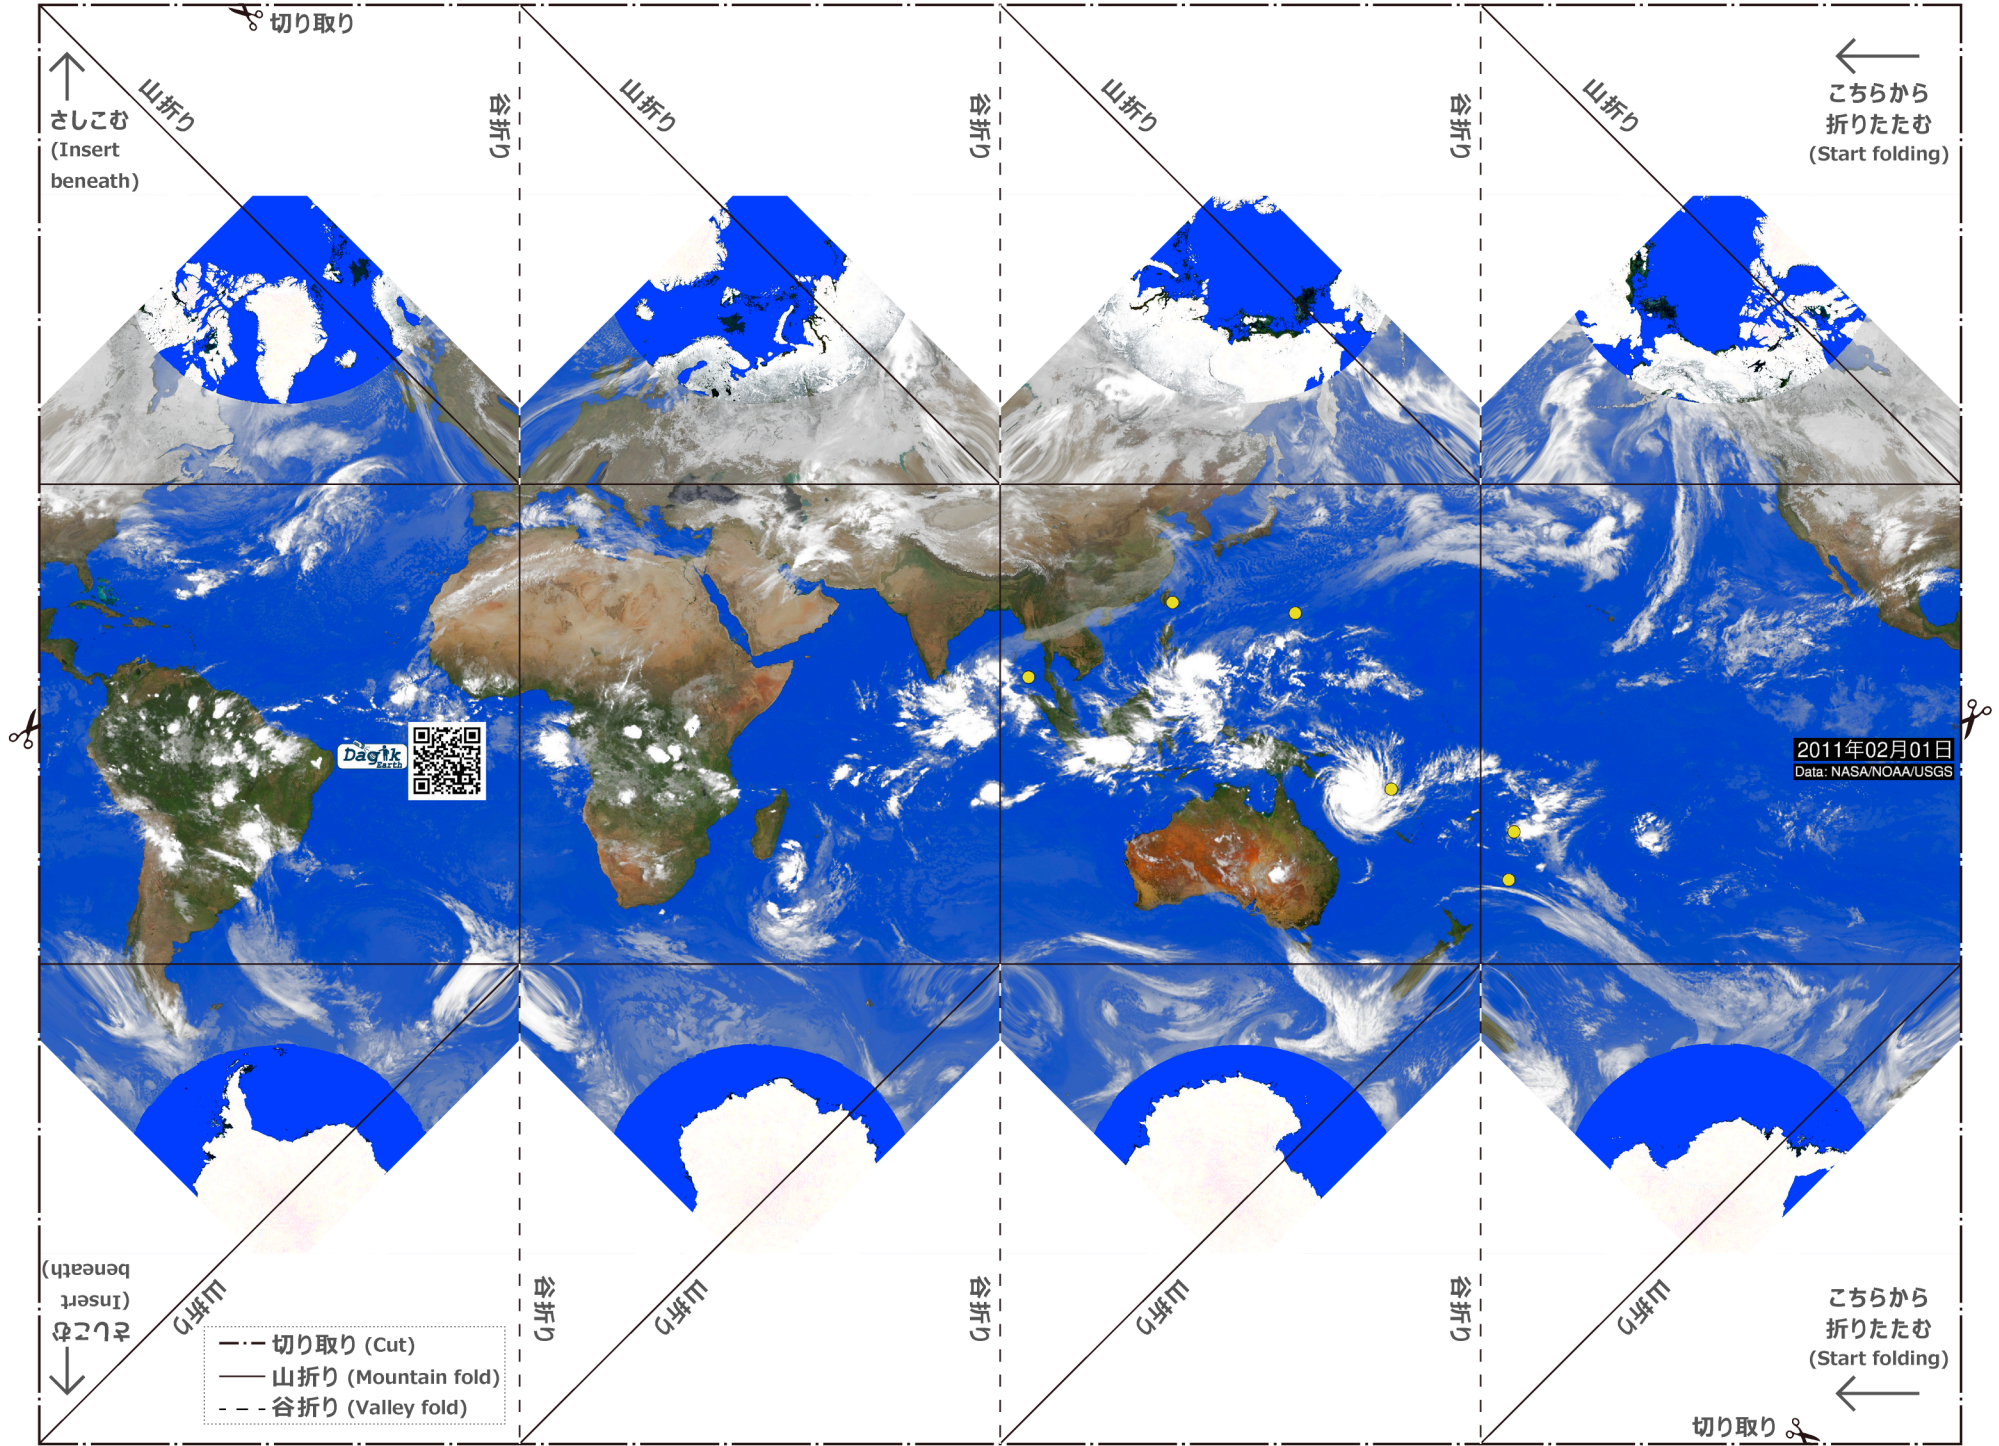 切り取り
さしこむ
(Insert
beneath)
山折り
谷折り
山折り
谷折り
山折り
谷折り
山折り
こちらから
折りたたむ
(Start folding)
Dagik
Earth
2011年02月01日
Data: NASA/NOAA/USGS
さしこむ
(Insert
beneath)
山折り
谷折り
山折り
谷折り
山折り
谷折り
山折り
こちらから
折りたたむ
(Start folding)
切り取り (Cut)
山折り (Mountain fold)
谷折り (Valley fold)
切り取り